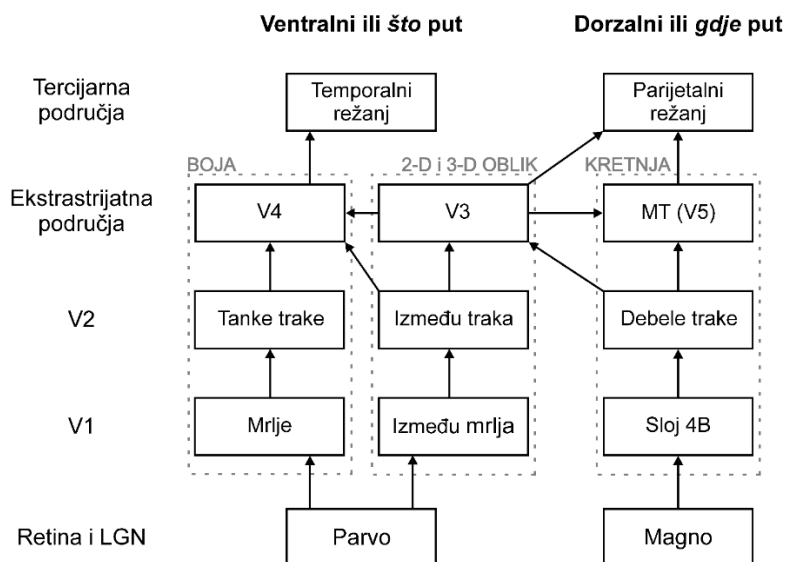 Ventralni ili što put
Dorzalni ili gdje put
Tercijarna
područja
Temporalni
režanj
Parijetalni
režanj
BOJA
2-D i 3-D OBLIK
KRETNJA
Ekstrastrijatna
područja
V4
V3
MT (V5)
V2
Tanke trake
Između traka
Debele trake
V1
Mrlje
Između mrlja
Sloj 4B
Retina i LGN
Parvo
Magno